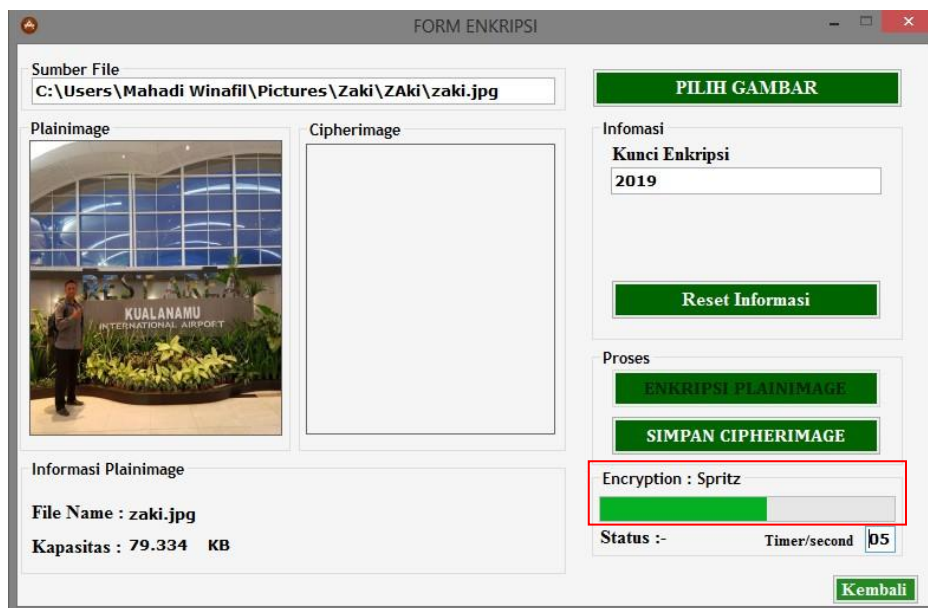 FORM ENKRIPSI
Sumber File
C:\Users\Mahadi Winafil\Pictures\Zaki\ZAki\zaki.jpg
PILIH GAMBAR
Plainimage
Cipherimage
REST AREA
KUALANAMU
INTERNATIONAL AIRPORT
Infomasi
Kunci Enkripsi
2019
Reset Informasi
Proses
ENKRIPSI PLAINIMAGE
SIMPAN CIPHERIMAGE
Informasi Plainimage
File Name : zaki.jpg
Kapasitas : 79.334 KB
Encryption : Spritz
Status :-
Timer/second 05
Kembali